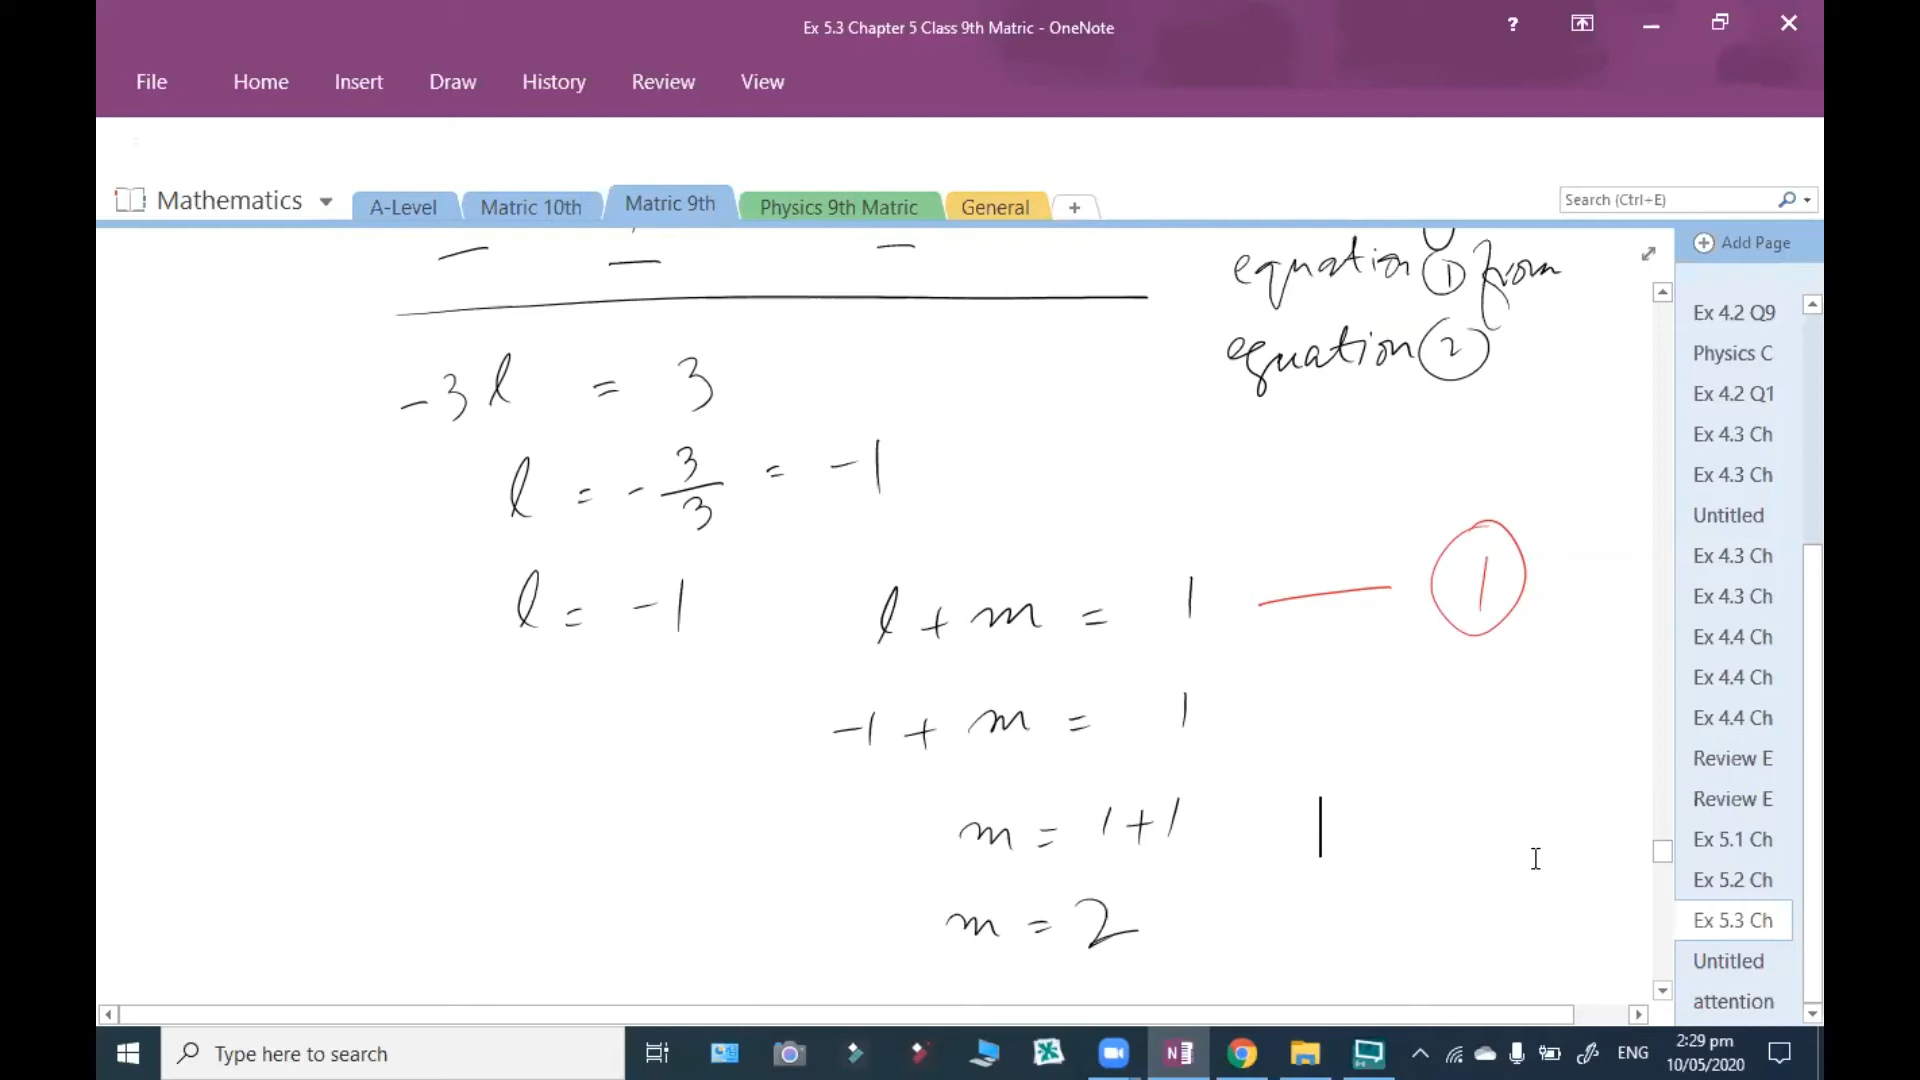 Ex 5.3 Chapter 5 Class 9th Matric - OneNote
?
File Home Insert Draw History Review View
Mathematics A-Level Matric 10th Matric 9th Physics 9th Matric General +
Search (Ctrl+E)
Add Page
Ex 4.2 Q9
Physics C
Ex 4.2 Q1
Ex 4.3 Ch
Ex 4.3 Ch
Untitled
Ex 4.3 Ch
Ex 4.3 Ch
Ex 4.4 Ch
Ex 4.4 Ch
Ex 4.4 Ch
Review E
Review E
Ex 5.1 Ch
Ex 5.2 Ch
Ex 5.3 Ch
Untitled
attention
equation ① from
equation ②
-3l = 3
l = -3/3 = -1
l = -1
l + m = 1 — ①
-1 + m = 1
m = 1+1
m = 2
Type here to search
ENG
2:29 pm
10/05/2020